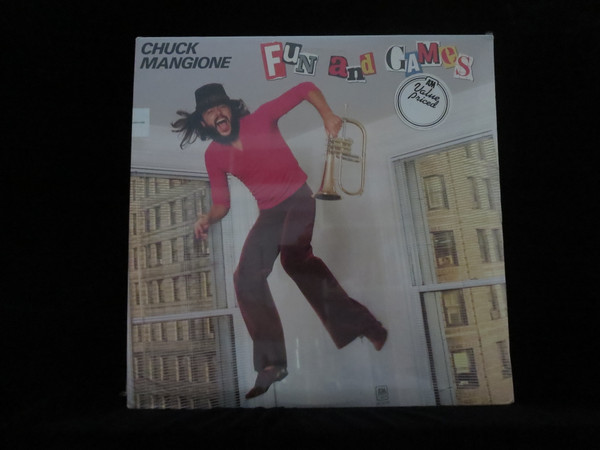 CHUCK
MANGIONE
FUN and GAMeS
A&M
Value
Priced